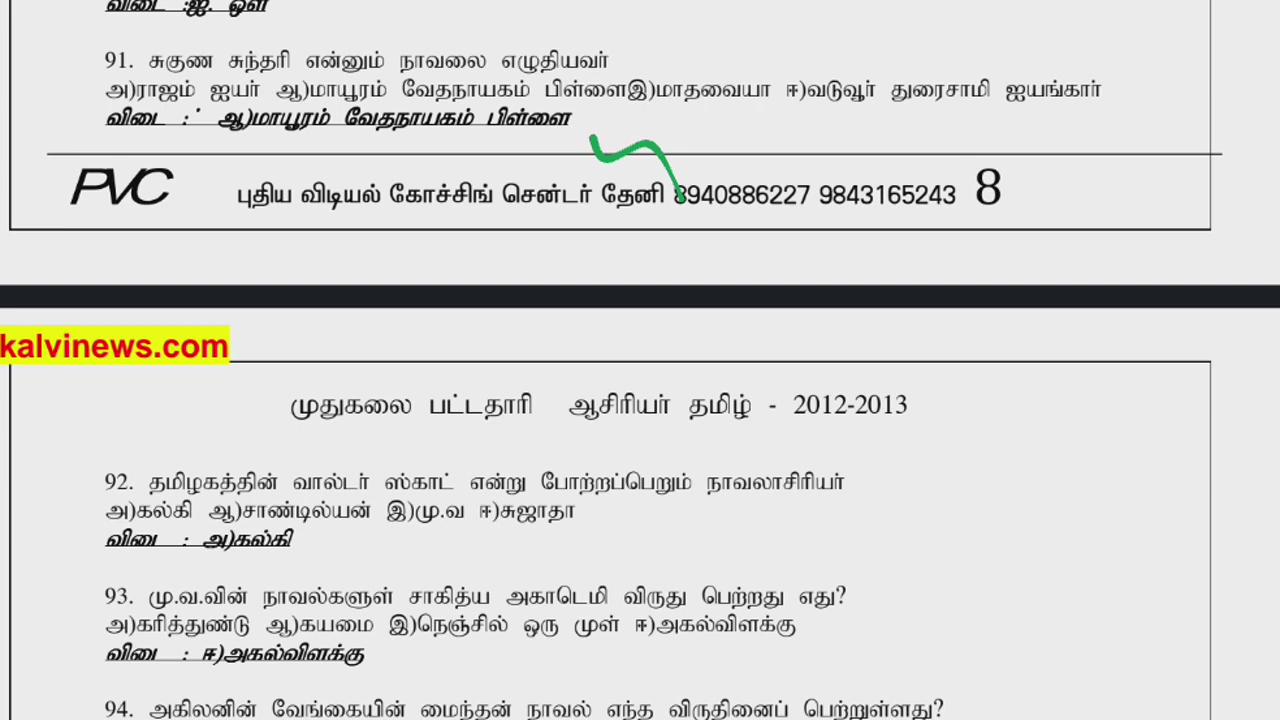 விடை :ஐ. ஒள
91. சுகுண சுந்தரி என்னும் நாவலை எழுதியவர்
அ)ராஜம் ஐயர் ஆ)மாயூரம் வேதநாயகம் பிள்ளைஇ)மாதவையா ஈ)வடுவூர் துரைசாமி ஐயங்கார்
விடை :் ஆ)மாயூரம் வேதநாயகம் பிள்ளை
PVC புதிய விடியல் கோச்சிங் சென்டர் தேனி 8940886227 9843165243 8
kalvinews.com
முதுகலை பட்டதாரி ஆசிரியர் தமிழ் - 2012-2013
92. தமிழகத்தின் வால்டர் ஸ்காட் என்று போற்றப்பெறும் நாவலாசிரியர்
அ)கல்கி ஆ)சாண்டில்யன் இ)மு.வ ஈ)சுஜாதா
விடை : அ)கல்கி
93. மு.வ.வின் நாவல்களுள் சாகித்ய அகாடெமி விருது பெற்றது எது?
அ)கரித்துண்டு ஆ)கயமை இ)நெஞ்சில் ஒரு முள் ஈ)அகல்விளக்கு
விடை : ஈ)அகல்விளக்கு
94. அகிலனின் வேங்கையின் மைந்தன் நாவல் எந்த விருதினைப் பெற்றுள்ளது?